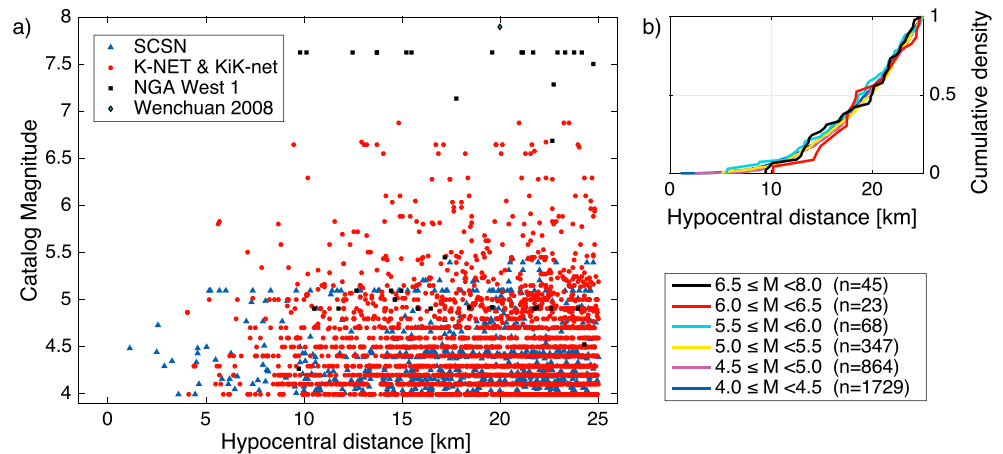 a)
8
7.5
7
6.5
6
5.5
5
4.5
4
Catalog Magnitude
SCSN
K-NET & KiK-net
NGA West 1
Wenchuan 2008
0 5 10 15 20 25
Hypocentral distance [km]
b)
1
0.5
0
Cumulative density
0 10 20
Hypocentral distance [km]
6.5 ≤ M <8.0 (n=45)
6.0 ≤ M <6.5 (n=23)
5.5 ≤ M <6.0 (n=68)
5.0 ≤ M <5.5 (n=347)
4.5 ≤ M <5.0 (n=864)
4.0 ≤ M <4.5 (n=1729)